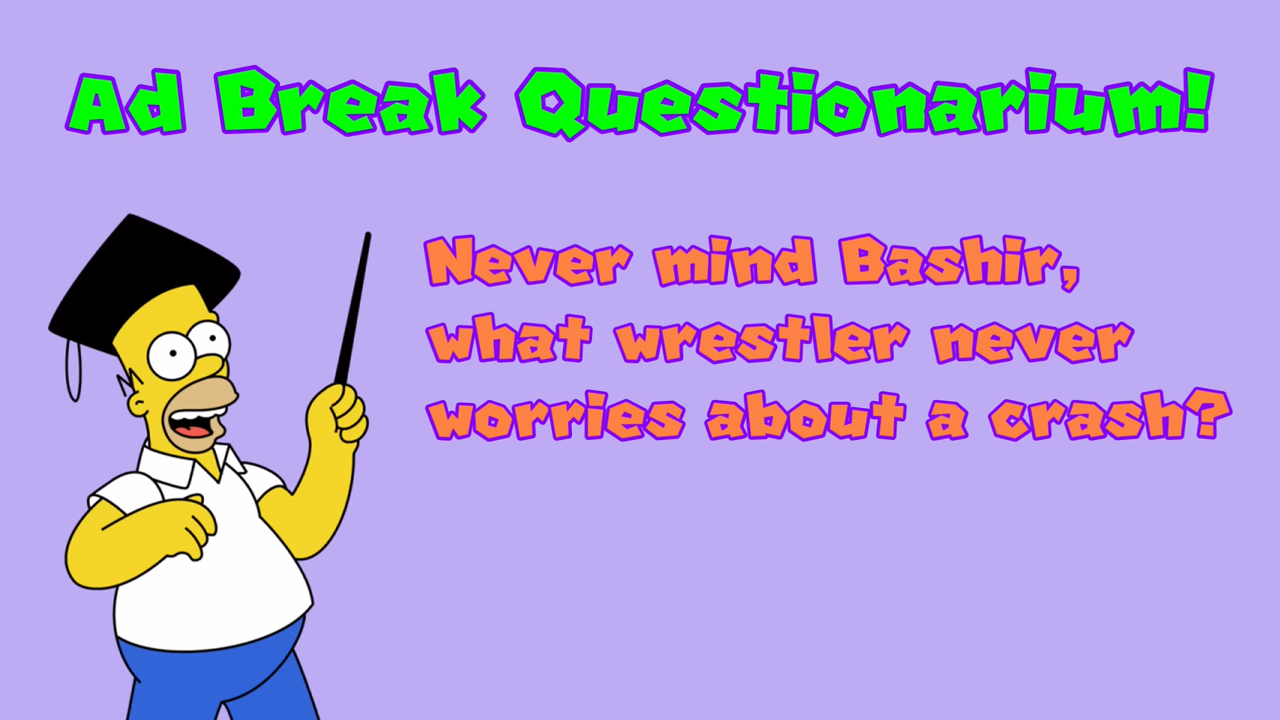 Ad Break Questionarium!
Never mind Bashir,
what wrestler never
worries about a crash?